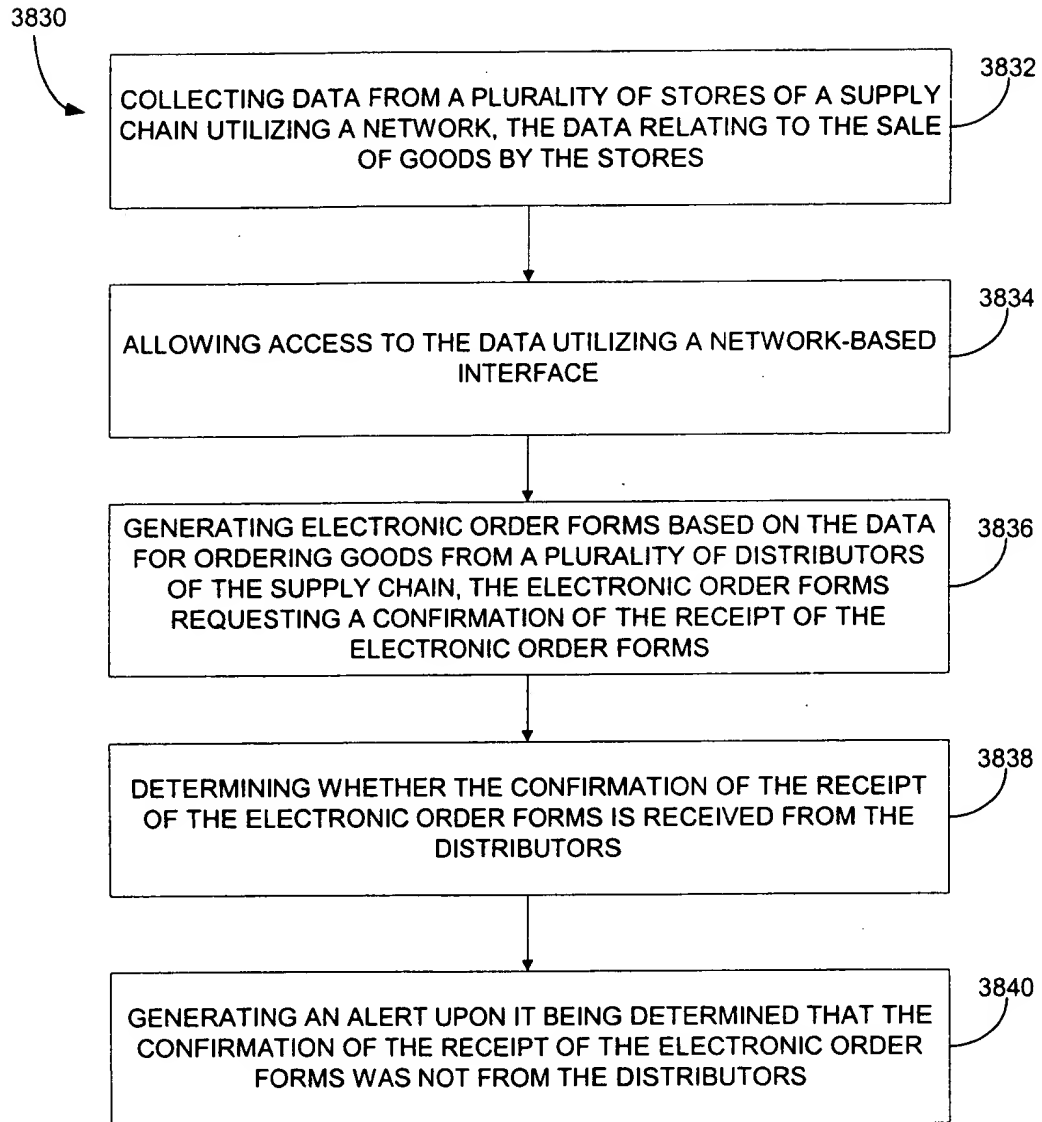 3830
COLLECTING DATA FROM A PLURALITY OF STORES OF A SUPPLY
CHAIN UTILIZING A NETWORK, THE DATA RELATING TO THE SALE
OF GOODS BY THE STORES
3832
ALLOWING ACCESS TO THE DATA UTILIZING A NETWORK-BASED
INTERFACE
3834
GENERATING ELECTRONIC ORDER FORMS BASED ON THE DATA
FOR ORDERING GOODS FROM A PLURALITY OF DISTRIBUTORS
OF THE SUPPLY CHAIN, THE ELECTRONIC ORDER FORMS
REQUESTING A CONFIRMATION OF THE RECEIPT OF THE
ELECTRONIC ORDER FORMS
3836
DETERMINING WHETHER THE CONFIRMATION OF THE RECEIPT
OF THE ELECTRONIC ORDER FORMS IS RECEIVED FROM THE
DISTRIBUTORS
3838
GENERATING AN ALERT UPON IT BEING DETERMINED THAT THE
CONFIRMATION OF THE RECEIPT OF THE ELECTRONIC ORDER
FORMS WAS NOT FROM THE DISTRIBUTORS
3840